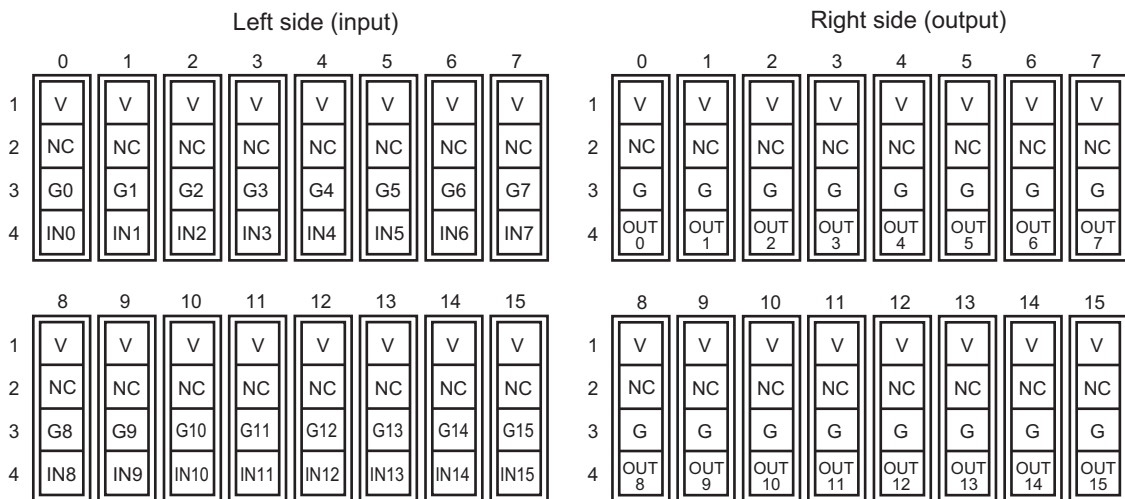 Left side (input)
0 1 2 3 4 5 6 7
1 V V V V V V V V
2 NC NC NC NC NC NC NC NC
3 G0 G1 G2 G3 G4 G5 G6 G7
4 IN0 IN1 IN2 IN3 IN4 IN5 IN6 IN7
8 9 10 11 12 13 14 15
1 V V V V V V V V
2 NC NC NC NC NC NC NC NC
3 G8 G9 G10 G11 G12 G13 G14 G15
4 IN8 IN9 IN10 IN11 IN12 IN13 IN14 IN15
Right side (output)
0 1 2 3 4 5 6 7
1 V V V V V V V V
2 NC NC NC NC NC NC NC NC
3 G G G G G G G G
4 OUT OUT OUT OUT OUT OUT OUT OUT
0 1 2 3 4 5 6 7
8 9 10 11 12 13 14 15
1 V V V V V V V V
2 NC NC NC NC NC NC NC NC
3 G G G G G G G G
4 OUT OUT OUT OUT OUT OUT OUT OUT
8 9 10 11 12 13 14 15